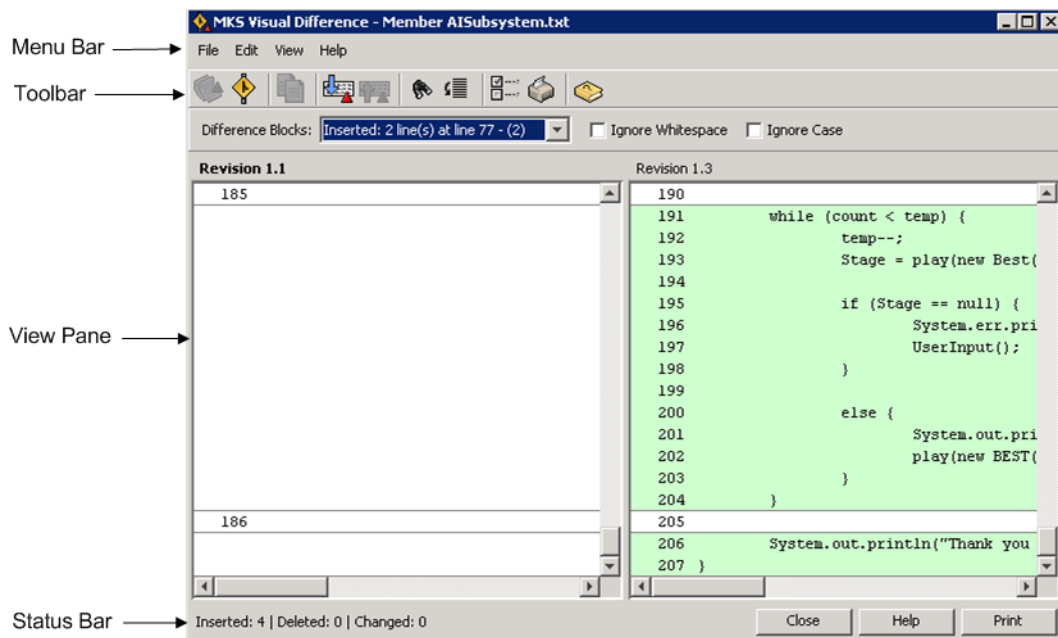 MKS Visual Difference - Member AISubsystem.txt
Menu Bar
File Edit View Help
Toolbar
Difference Blocks: Inserted: 2 line(s) at line 77 - (2) Ignore Whitespace Ignore Case
Revision 1.1 Revision 1.3
185 190
191 while (count < temp) {
192 temp--;
193 Stage = play(new Best(
194
195 if (Stage == null) {
196 System.err.pri
View Pane
197 UserInput();
198 }
199
200 else {
201 System.out.pri
202 play(new BEST(
203 }
204 }
186 205
206 System.out.println("Thank you
207 }
Status Bar
Inserted: 4 | Deleted: 0 | Changed: 0 Close Help Print